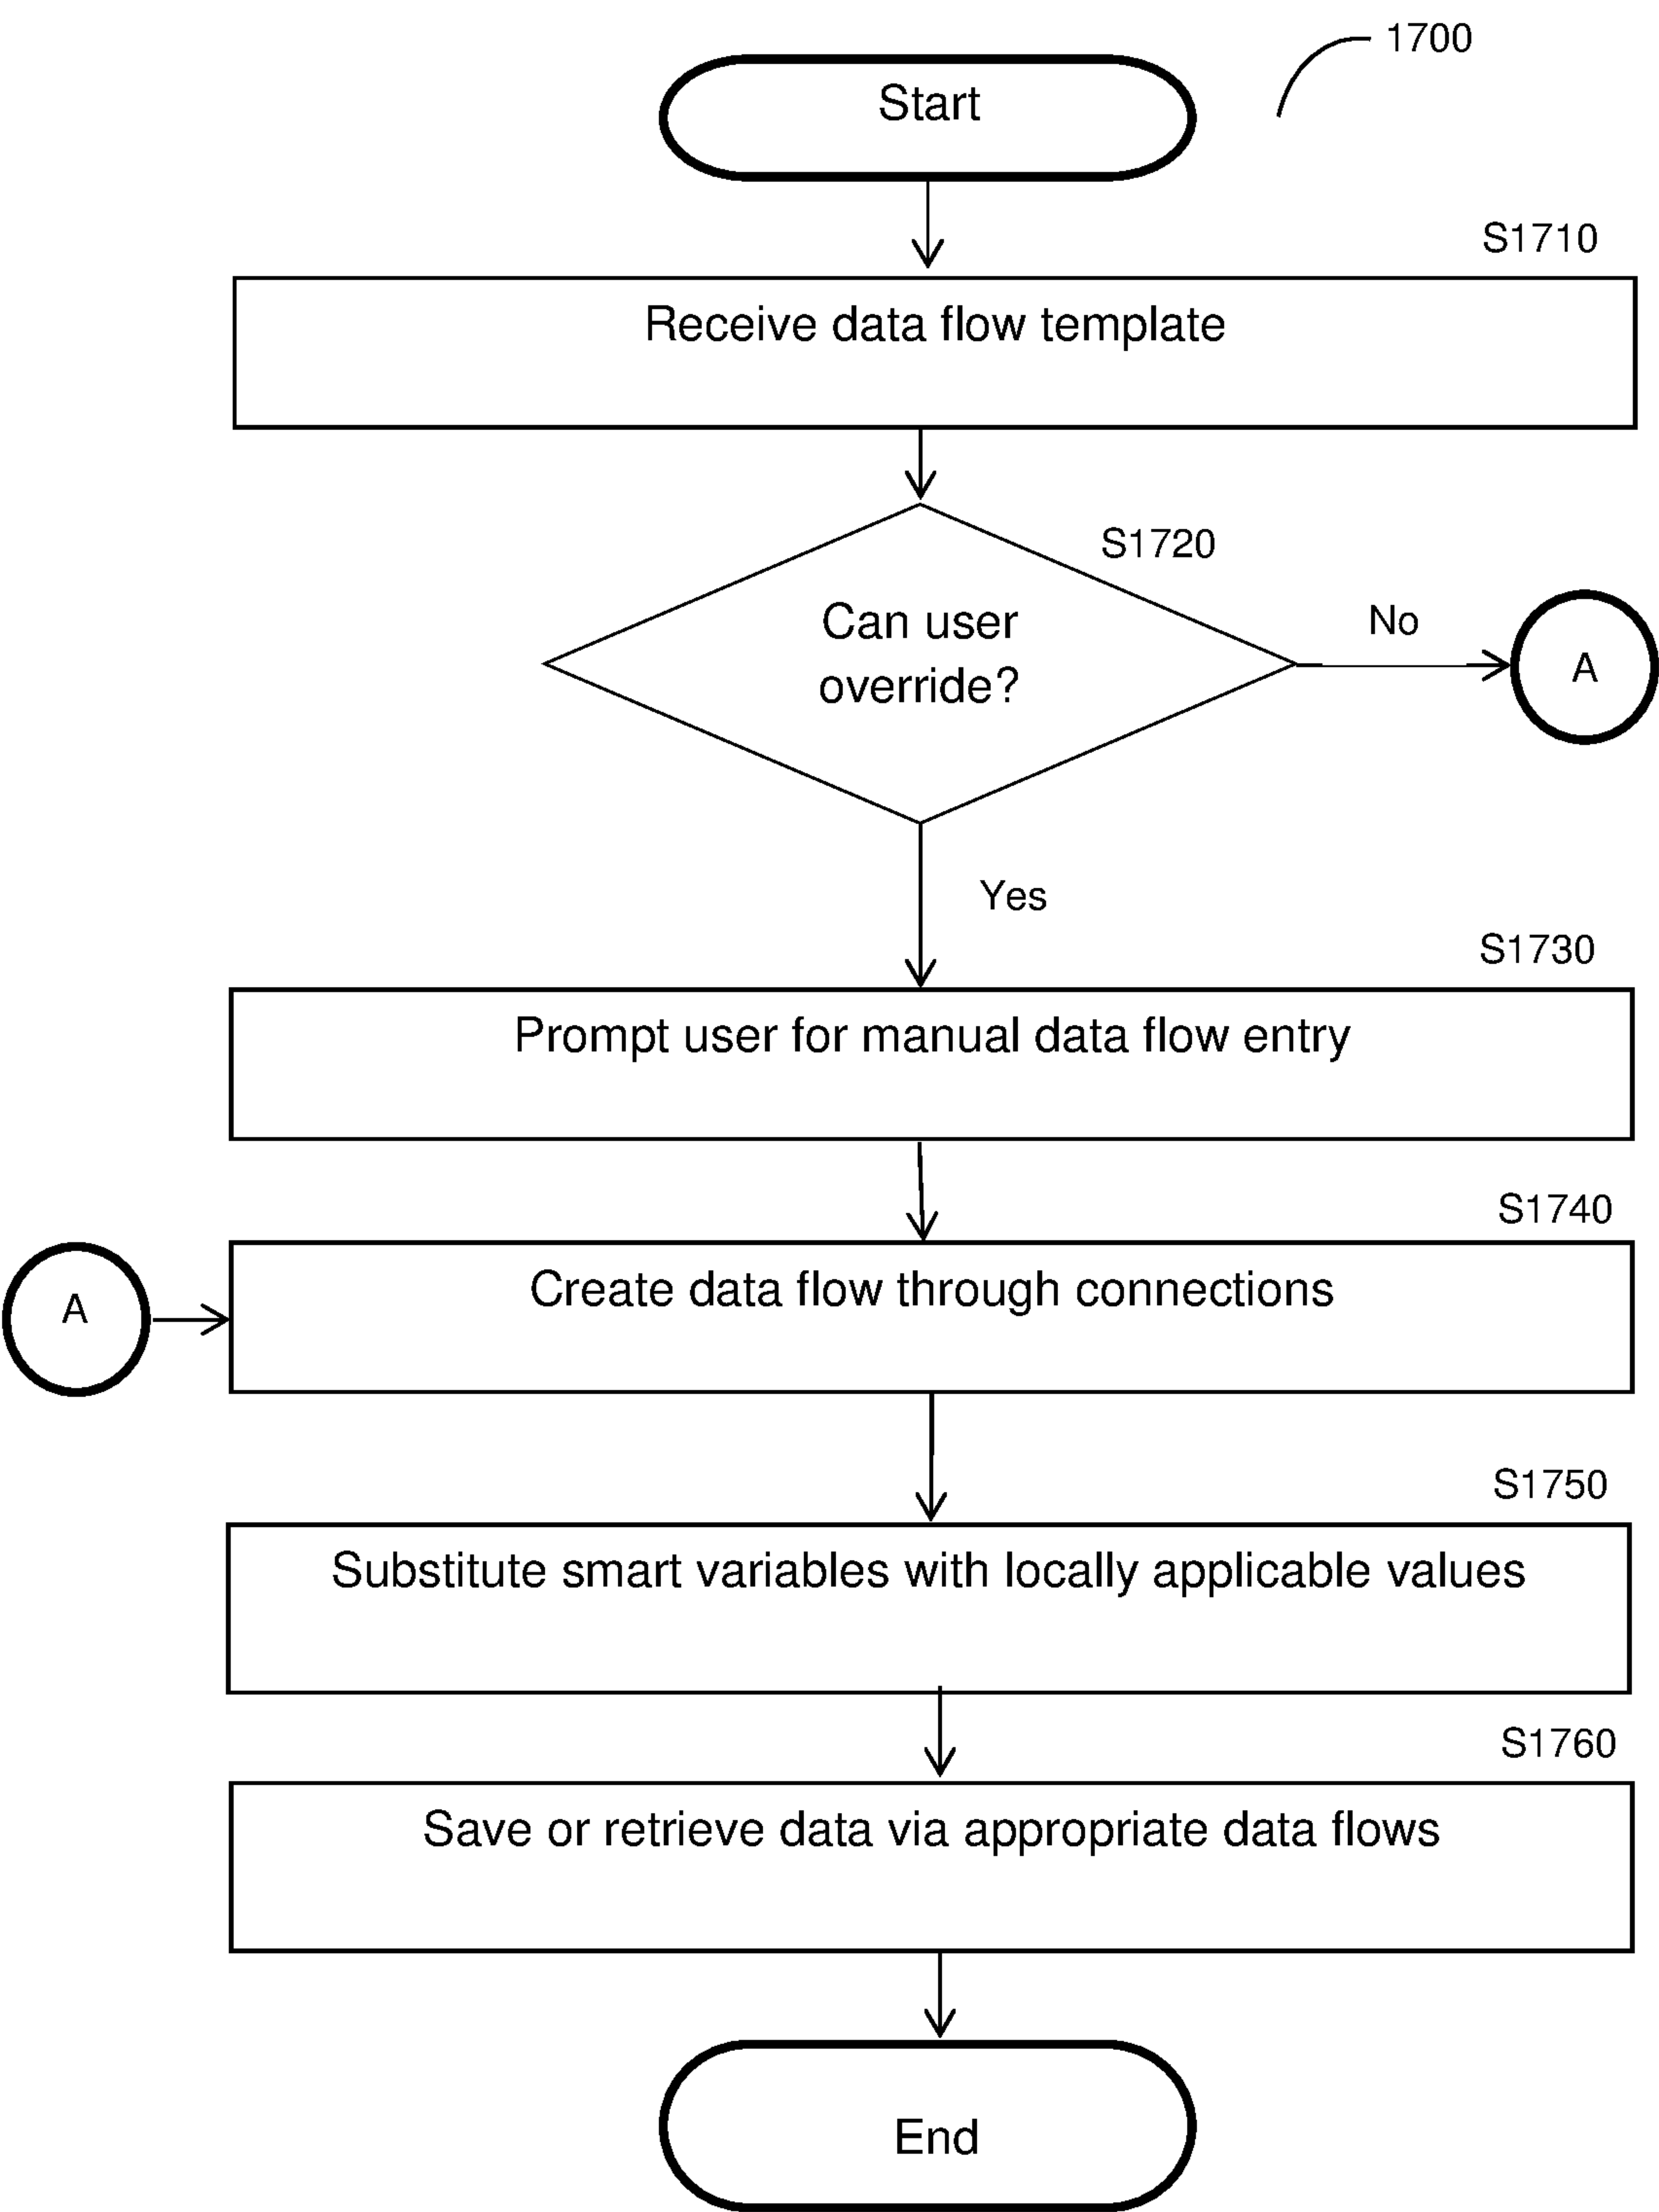 1700
Start
S1710
Receive data flow template
S1720
Can user
override?
No
A
Yes
S1730
Prompt user for manual data flow entry
S1740
A
Create data flow through connections
S1750
Substitute smart variables with locally applicable values
S1760
Save or retrieve data via appropriate data flows
End